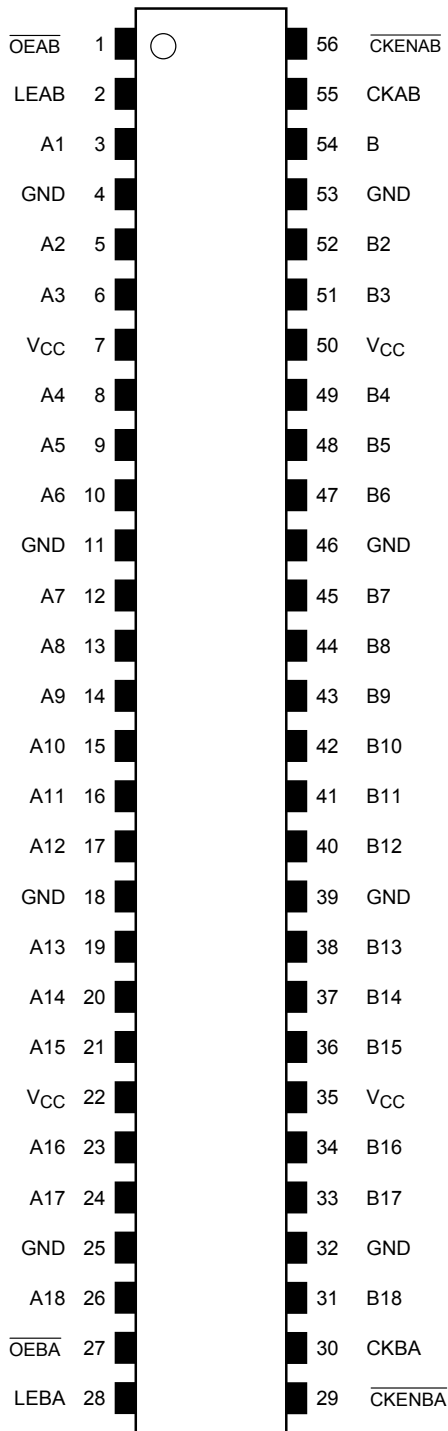 OEAB 1 56 CKENAB
LEAB 2 55 CKAB
A1 3 54 B
GND 4 53 GND
A2 5 52 B2
A3 6 51 B3
VCC 7 50 VCC
A4 8 49 B4
A5 9 48 B5
A6 10 47 B6
GND 11 46 GND
A7 12 45 B7
A8 13 44 B8
A9 14 43 B9
A10 15 42 B10
A11 16 41 B11
A12 17 40 B12
GND 18 39 GND
A13 19 38 B13
A14 20 37 B14
A15 21 36 B15
VCC 22 35 VCC
A16 23 34 B16
A17 24 33 B17
GND 25 32 GND
A18 26 31 B18
OEBA 27 30 CKBA
LEBA 28 29 CKENBA